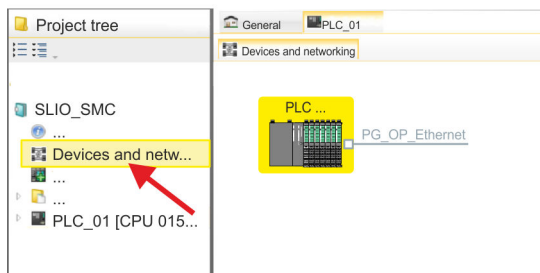 Project tree
SLIO_SMC
...
Devices and netw...
...
...
PLC_01 [CPU 015...
General
PLC_01
Devices and networking
PLC ...
PG_OP_Ethernet